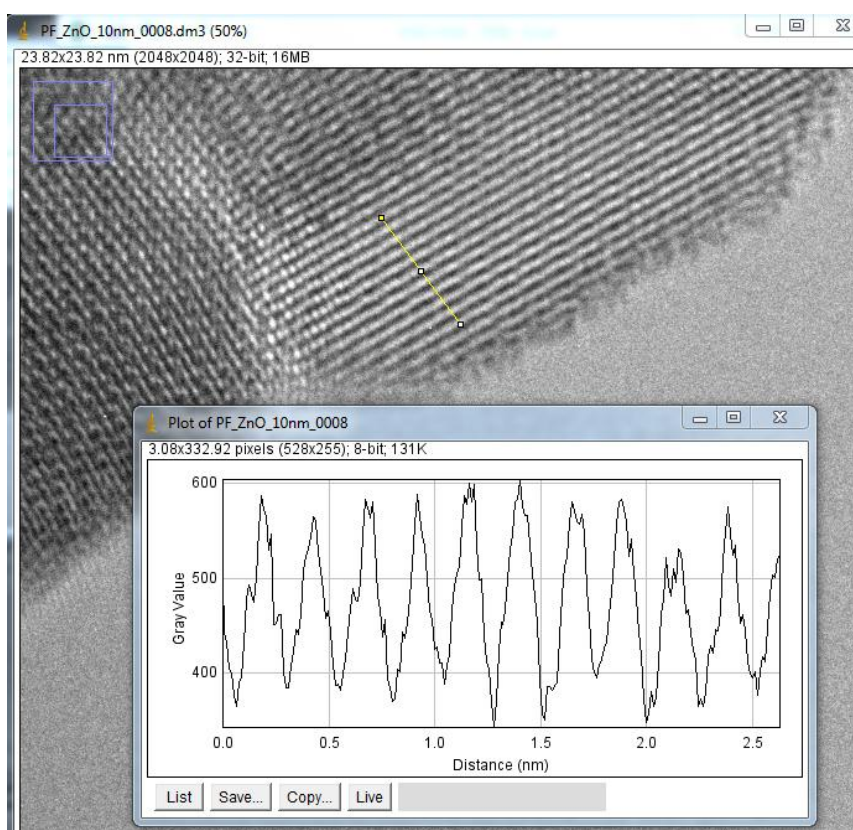 PF_ZnO_10nm_0008.dm3 (50%)
23.82x23.82 nm (2048x2048); 32-bit; 16MB
Plot of PF_ZnO_10nm_0008
3.08x332.92 pixels (528x255); 8-bit; 131K
600
500
400
Gray Value
0.0 0.5 1.0 1.5 2.0 2.5
Distance (nm)
List Save... Copy... Live